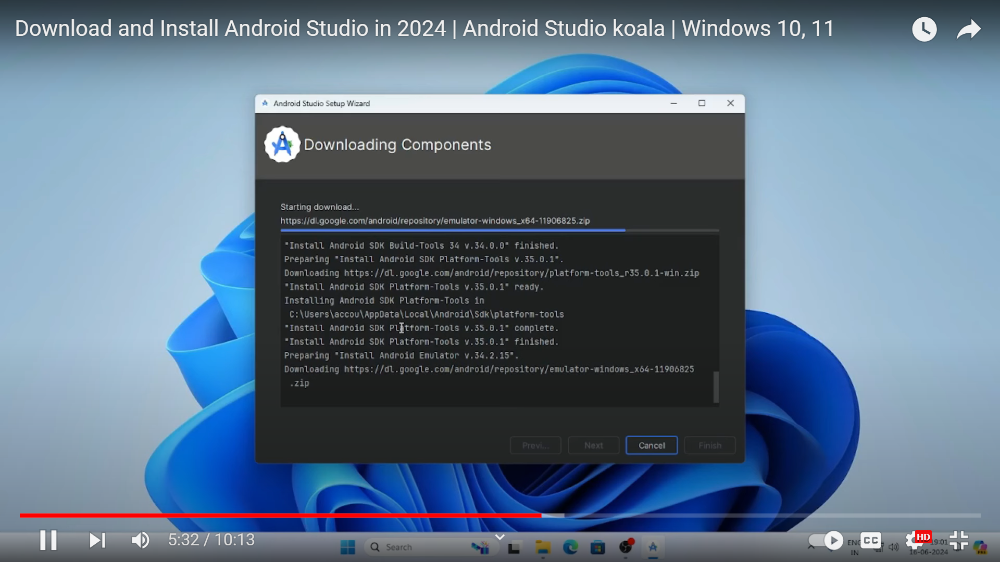 Download and Install Android Studio in 2024 | Android Studio koala | Windows 10, 11
Android Studio Setup Wizard
Downloading Components
Starting download...
https://dl.google.com/android/repository/emulator-windows_x64-11906825.zip
"Install Android SDK Build-Tools 34 v.34.0.0" finished.
Preparing "Install Android SDK Platform-Tools v.35.0.1".
Downloading https://dl.google.com/android/repository/platform-tools_r35.0.1-win.zip
"Install Android SDK Platform-Tools v.35.0.1" ready.
Installing Android SDK Platform-Tools in
C:\Users\accou\AppData\Local\Android\Sdk\platform-tools
"Install Android SDK Platform-Tools v.35.0.1" complete.
"Install Android SDK Platform-Tools v.35.0.1" finished.
Preparing "Install Android Emulator v.34.2.15".
Downloading https://dl.google.com/android/repository/emulator-windows_x64-11906825
.zip
Previ...
Next
Cancel
Finish
5:32 / 10:13
Search
ENG
IN
CC
HD
19:01
16-06-2024